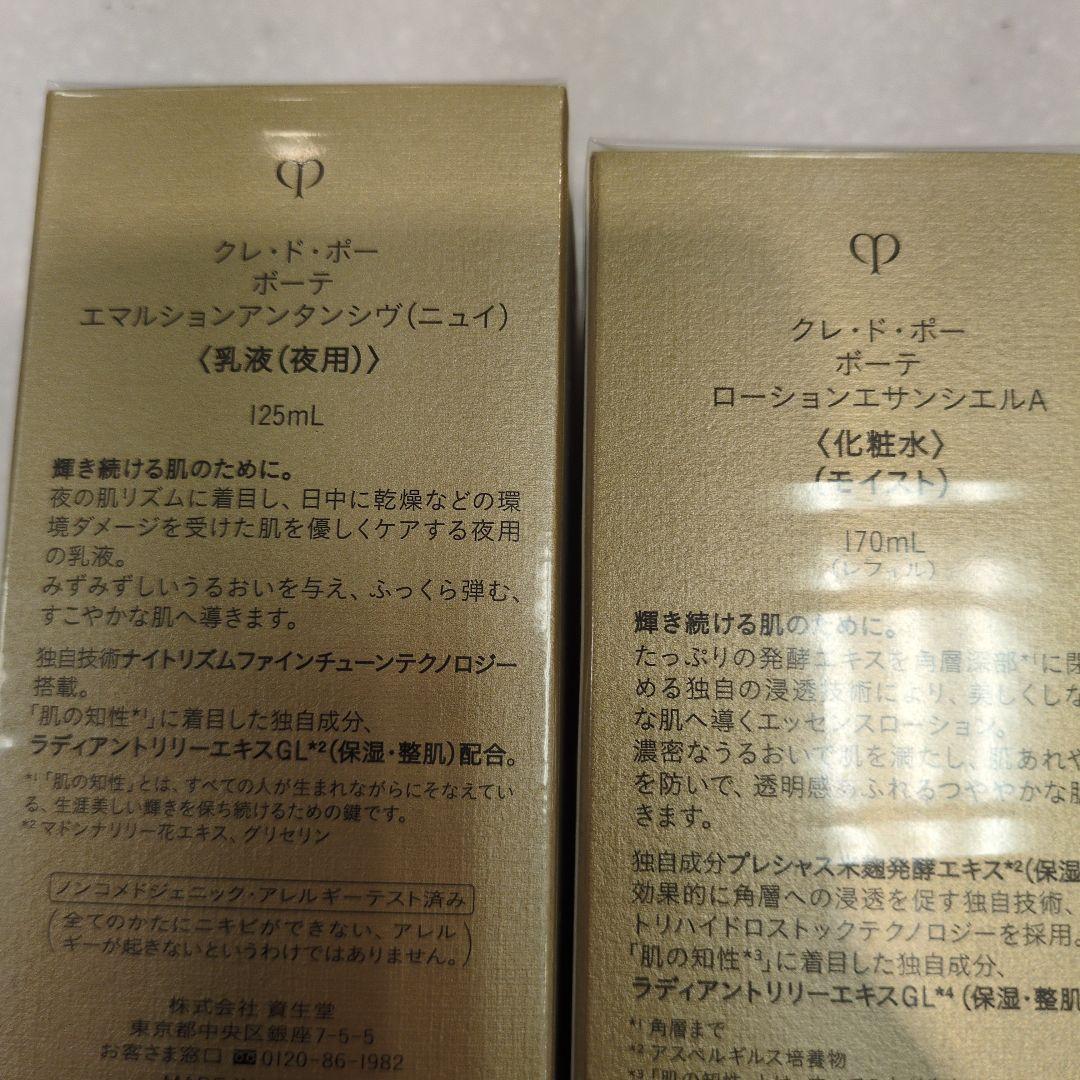 クレ・ド・ポー
ボーテ
エマルションアンタンシヴ(ニュイ)
〈乳液(夜用)〉
125mL
輝き続ける肌のために。
夜の肌リズムに着目し、日中に乾燥などの環
境ダメージを受けた肌を優しくケアする夜用
の乳液。
みずみずしいうるおいを与え、ふっくら弾む、
すこやかな肌へ導きます。
独自技術ナイトリズムファインチューンテクノロジー
搭載。
「肌の知性*1」に着目した独自成分、
ラディアントリリーエキスGL*2(保湿・整肌)配合。
*1「肌の知性」とは、すべての人が生まれながらにそなえてい
る、生涯美しい輝きを保ち続けるための鍵です。
*2 マドンナリリー花エキス、グリセリン
ノンコメドジェニック・アレルギーテスト済み
(全てのかたにニキビができない、アレル
ギーが起きないというわけではありません。)
株式会社 資生堂
東京都中央区銀座7-5-5
お客さま窓口 0120-86-1982
クレ・ド・ポー
ボーテ
ローションエサンシエルA
〈化粧水〉
(モイスト)
170mL
(レフィル)
輝き続ける肌のために。
たっぷりの発酵エキスを角層深部*1に閉
める独自の浸透技術により、美しくしな
な肌へ導くエッセンスローション。
濃密なうるおいで肌を満たし、肌あれや
を防いで、透明感あふれるつややかな肌
きます。
独自成分プレシャス米麹発酵エキス*2(保湿
効果的に角層への浸透を促す独自技術、
トリハイドロストックテクノロジーを採用。
「肌の知性*3」に着目した独自成分、
ラディアントリリーエキスGL*4(保湿・整肌
*1 角層まで
*2 アスペルギルス培養物
*3「肌の知性」とは、